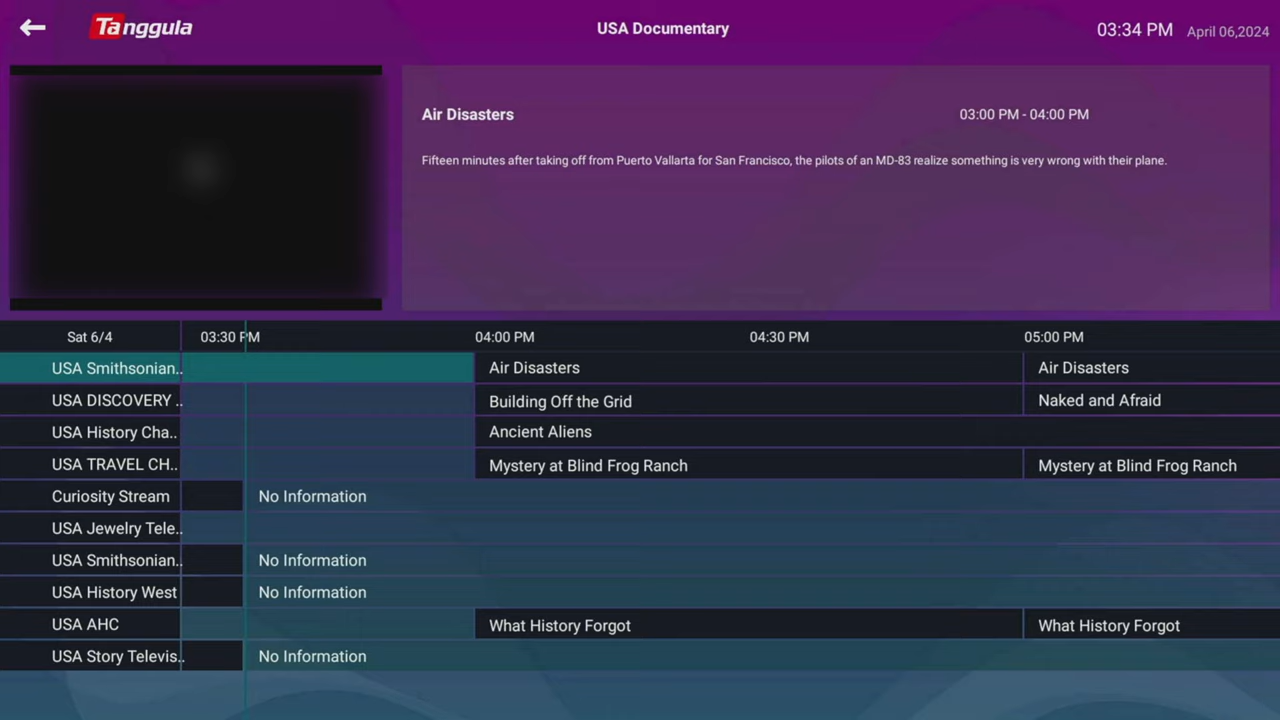 Tanggula
USA Documentary
03:34 PM April 06,2024
Air Disasters 03:00 PM - 04:00 PM
Fifteen minutes after taking off from Puerto Vallarta for San Francisco, the pilots of an MD-83 realize something is very wrong with their plane.
Sat 6/4 03:30 PM 04:00 PM 04:30 PM 05:00 PM
USA Smithsonian.. Air Disasters Air Disasters
USA DISCOVERY .. Building Off the Grid Naked and Afraid
USA History Cha.. Ancient Aliens
USA TRAVEL CH.. Mystery at Blind Frog Ranch Mystery at Blind Frog Ranch
Curiosity Stream No Information
USA Jewelry Tele..
USA Smithsonian.. No Information
USA History West No Information
USA AHC What History Forgot What History Forgot
USA Story Televis.. No Information